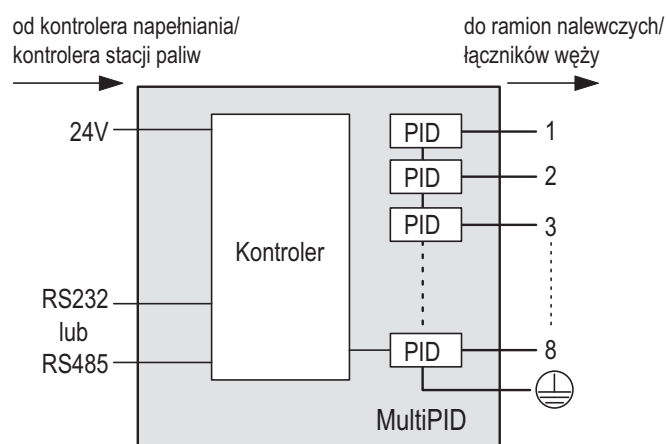 od kontrolera napełniania/
kontrolera stacji paliw
do ramion nalewczych/
łączników węży
24V
PID
1
PID
2
PID
3
Kontroler
RS232
lub
RS485
PID
8
MultiPID